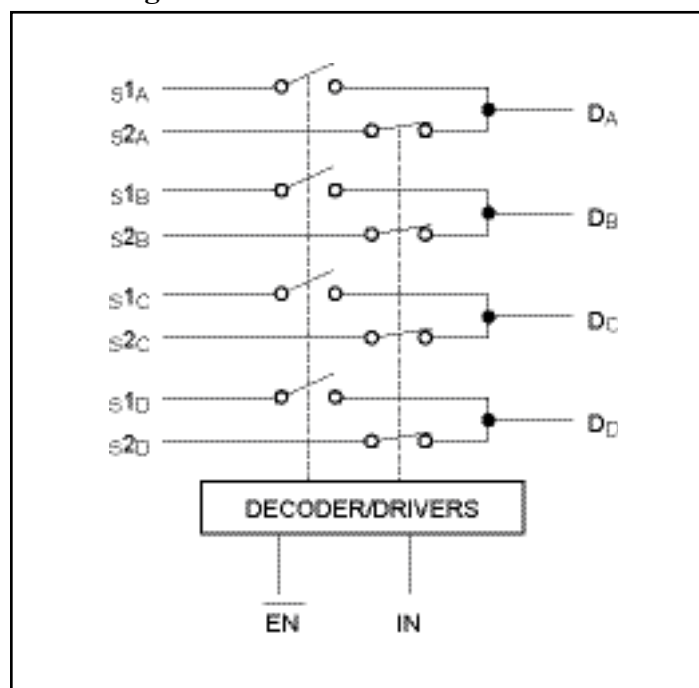 S1A
DA
S2A
S1B
DB
S2B
S1C
DC
S2C
S1D
DD
S2D
DECODER/DRIVERS
EN IN